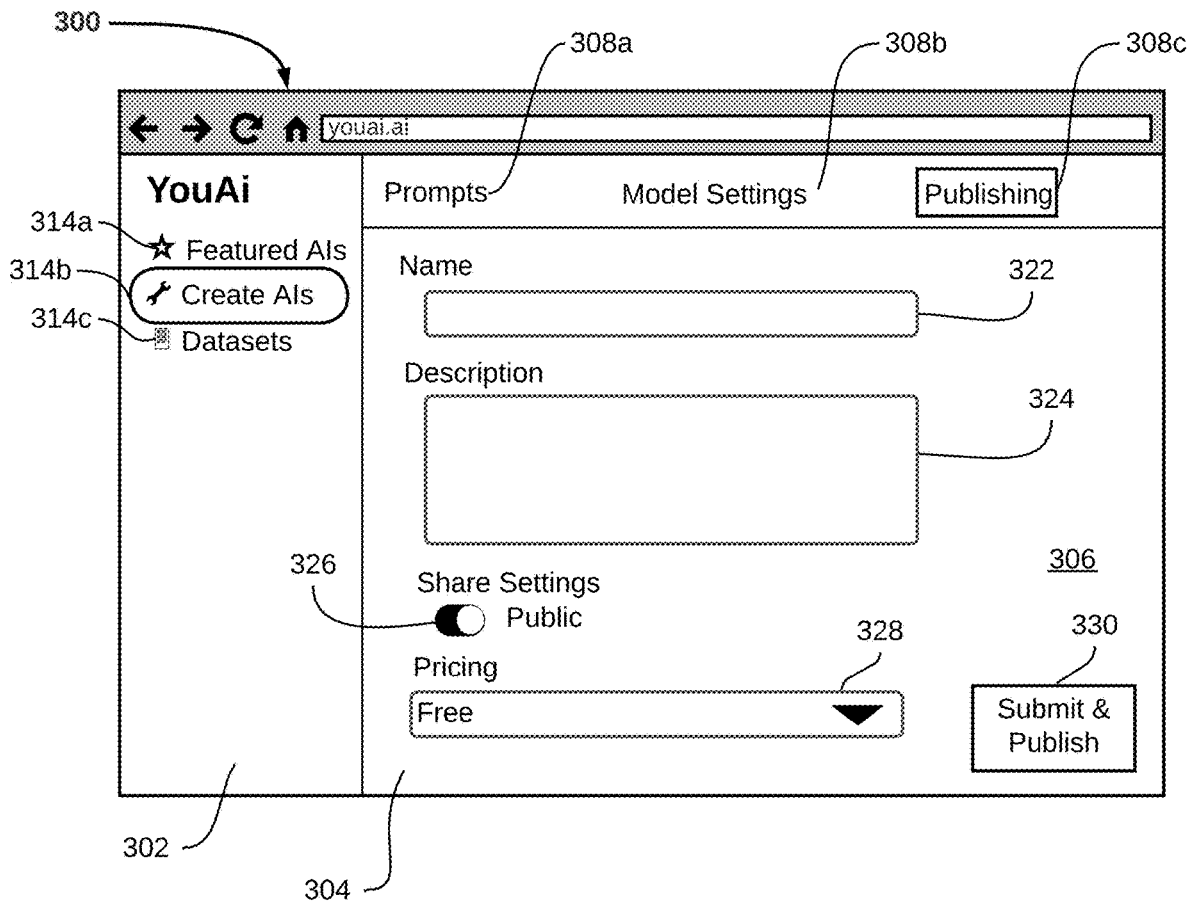 300
308a
308b
308c
youai.ai
YouAi
Prompts
Model Settings
Publishing
314a
Featured AIs
314b
Create AIs
314c
Datasets
Name
322
Description
324
326
Share Settings
Public
306
Pricing
328
330
Free
Submit &
Publish
302
304